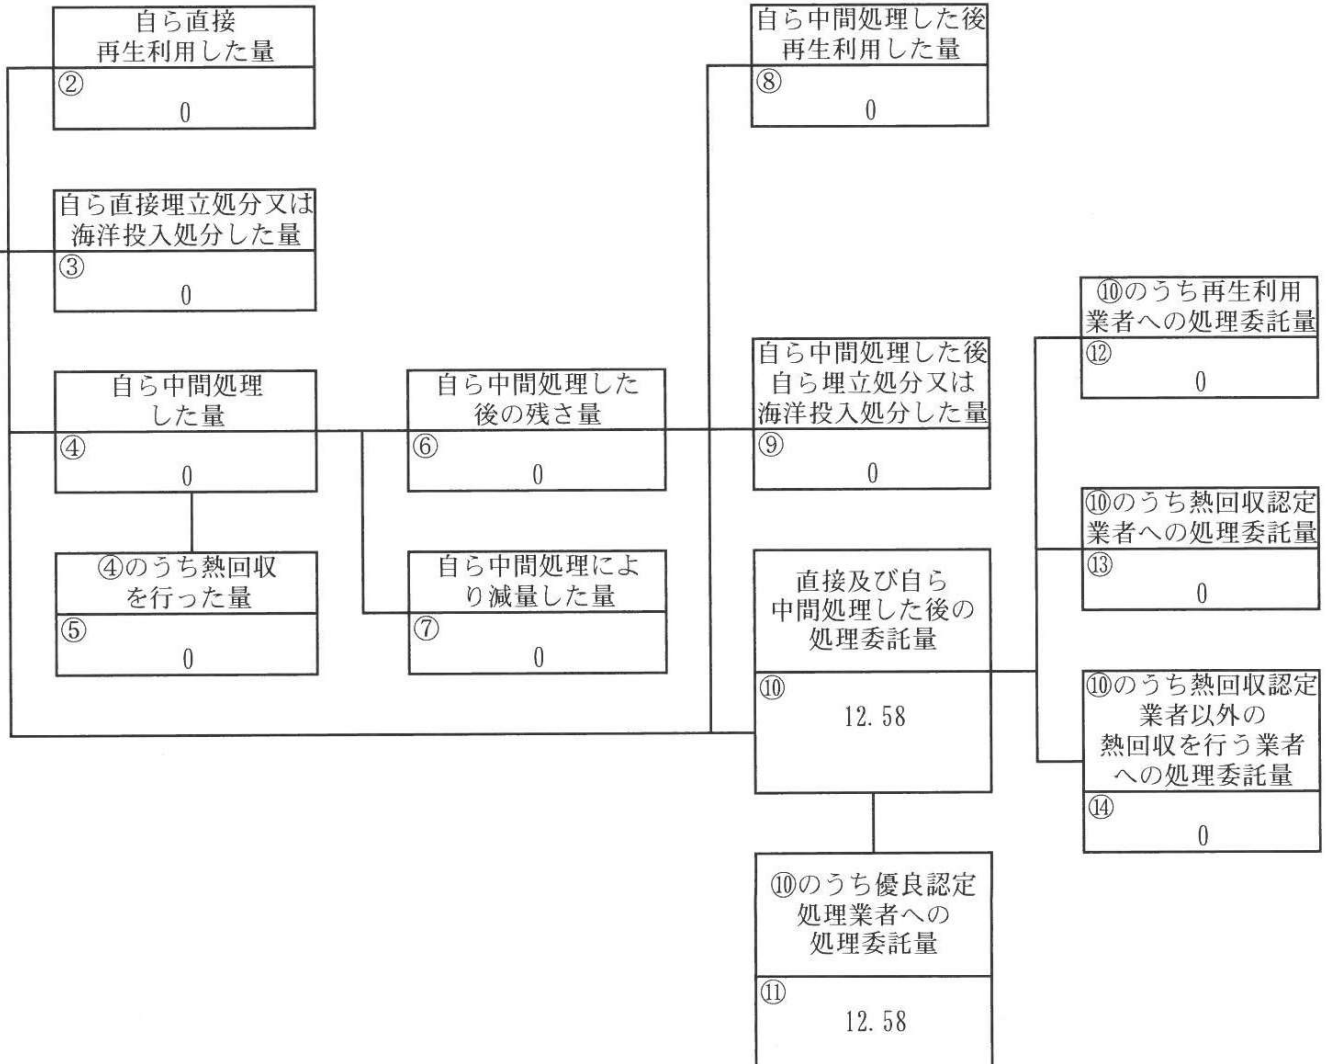 自ら直接
再生利用した量
②
0
自ら直接埋立処分又は
海洋投入処分した量
③
0
自ら中間処理
した量
④
0
④のうち熱回収
を行った量
⑤
0
自ら中間処理した
後の残さ量
⑥
0
自ら中間処理によ
り減量した量
⑦
0
自ら中間処理した後
再生利用した量
⑧
0
自ら中間処理した後
自ら埋立処分又は
海洋投入処分した量
⑨
0
直接及び自ら
中間処理した後の
処理委託量
⑩
12.58
⑩のうち優良認定
処理業者への
処理委託量
⑪
12.58
⑩のうち再生利用
業者への処理委託量
⑫
0
⑩のうち熱回収認定
業者への処理委託量
⑬
0
⑩のうち熱回収認定
業者以外の
熱回収を行う業者
への処理委託量
⑭
0